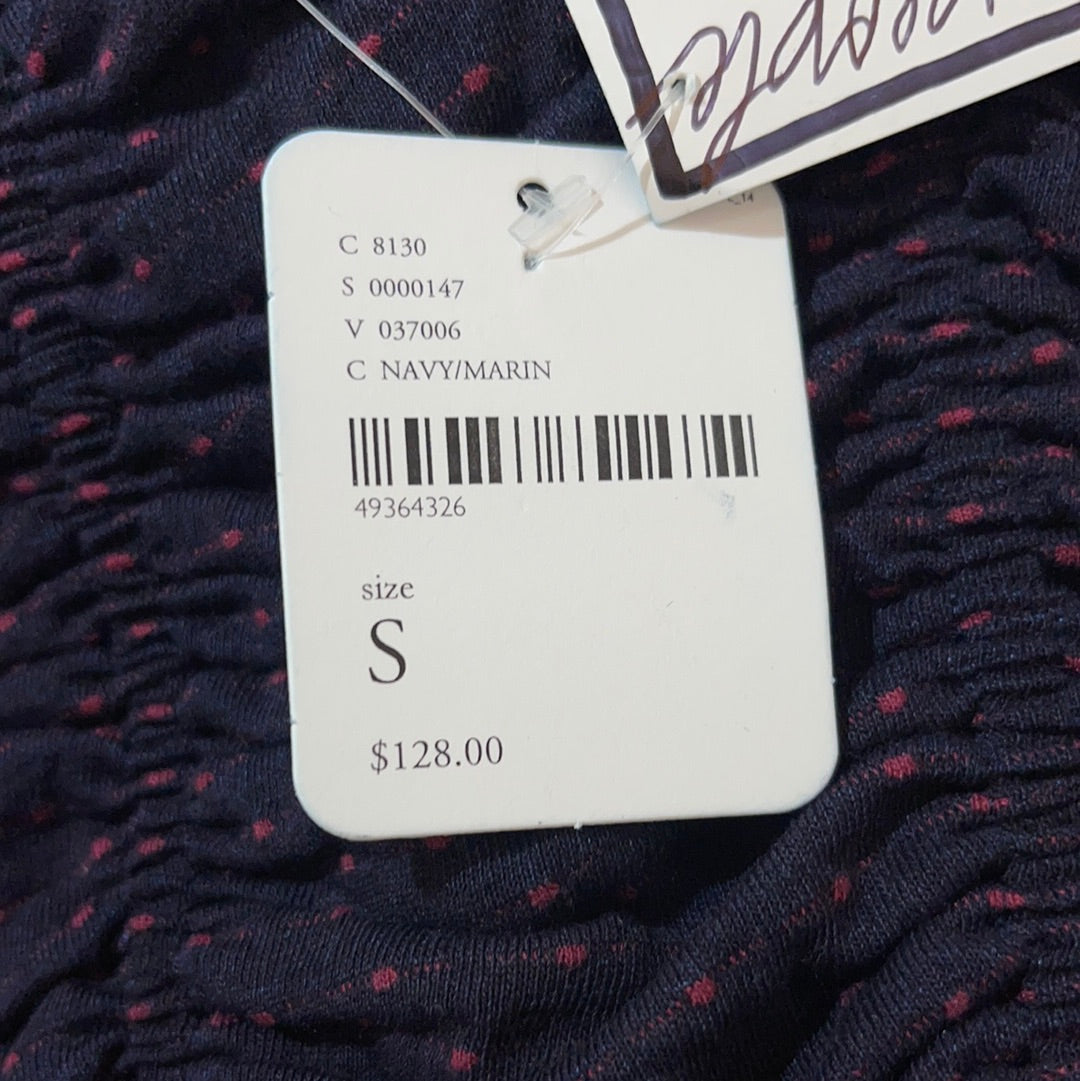 C 8130
S 0000147
V 037006
C NAVY/MARIN
49364326
size
S
$128.00